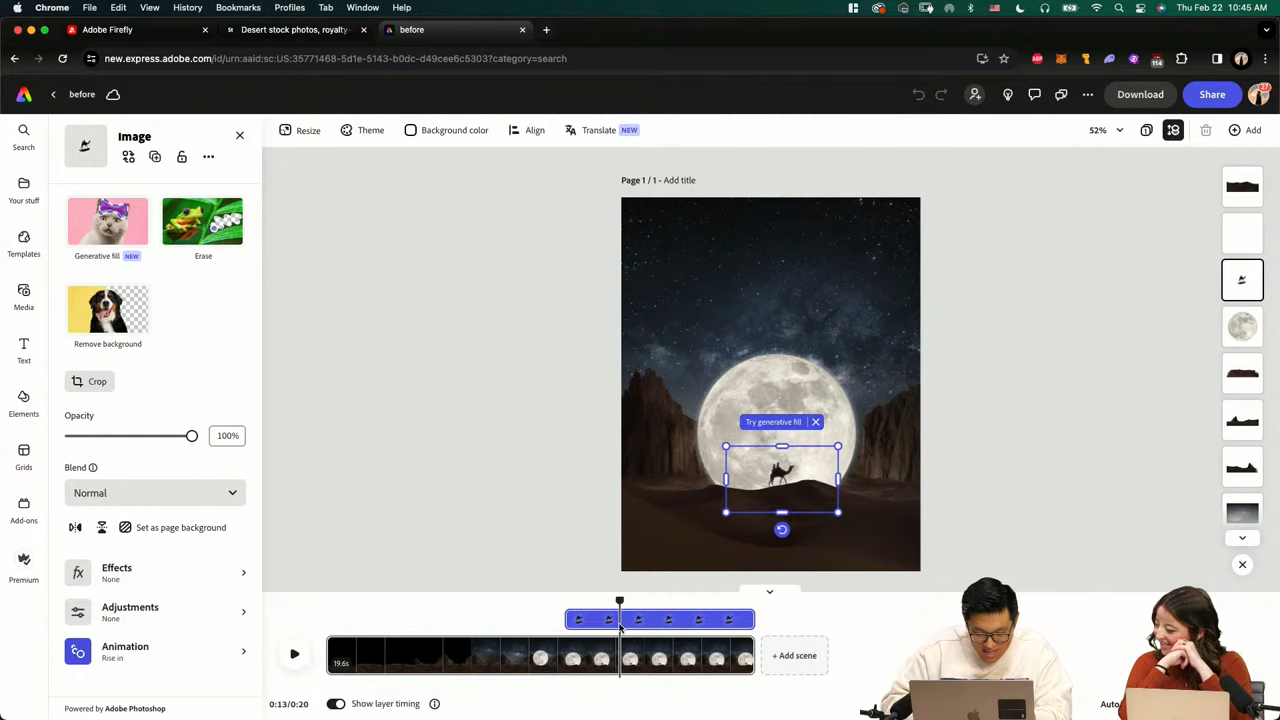 Chrome File Edit View History Bookmarks Profiles Tab Window Help Thu Feb 22 10:45 AM
Adobe Firefly
Desert stock photos, royalty-
before
new.express.adobe.com/id/urn:aaid:sc:US:35771468-5d1e-5143-b0dc-d49cee6c5303?category=search
114
before
Download
Share
27
Search
Your stuff
Templates
Media
Text
Elements
Grids
Add-ons
Premium
Image
Generative fill NEW
Erase
Remove background
Crop
Opacity
100%
Blend
Normal
Set as page background
fx
Effects
None
Adjustments
None
Animation
Rise in
Powered by Adobe Photoshop
Resize
Theme
Background color
Align
Translate NEW
52%
1
Add
Page 1 / 1 - Add title
Try generative fill
19.6s
+ Add scene
0:13/0:20
Show layer timing